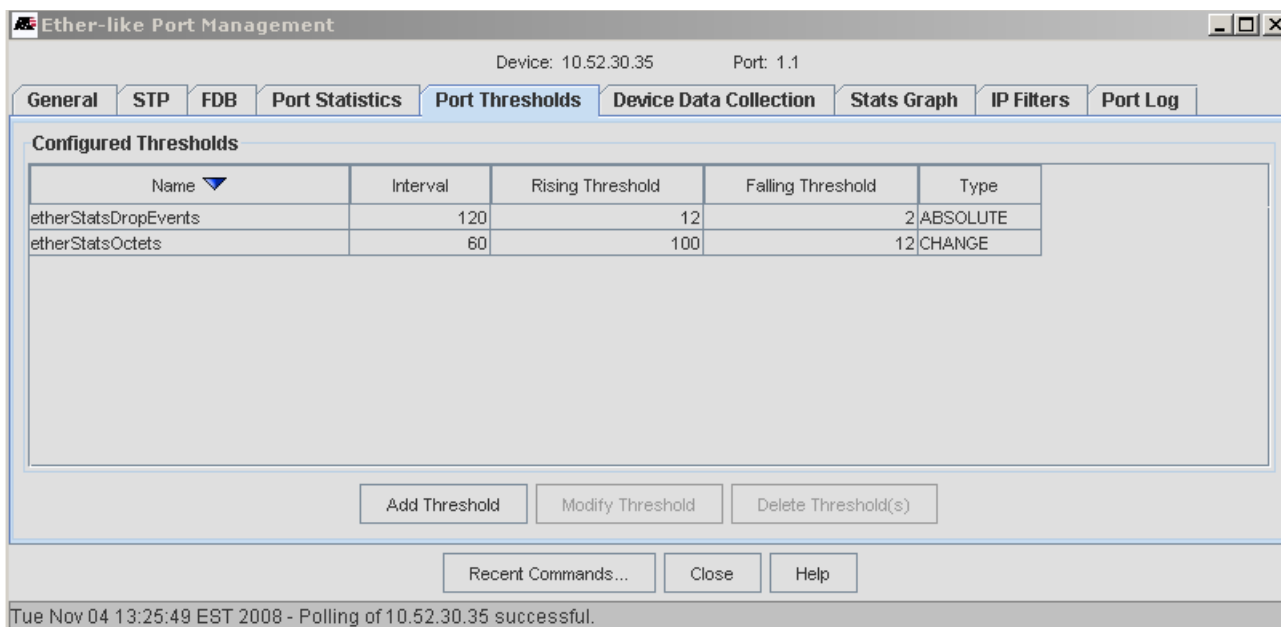 Ether-like Port Management
Device: 10.52.30.35 Port: 1.1
General STP FDB Port Statistics Port Thresholds Device Data Collection Stats Graph IP Filters Port Log
Configured Thresholds
Name Interval Rising Threshold Falling Threshold Type
etherStatsDropEvents 120 12 2 ABSOLUTE
etherStatsOctets 60 100 12 CHANGE
Add Threshold Modify Threshold Delete Threshold(s)
Recent Commands... Close Help
Tue Nov 04 13:25:49 EST 2008 - Polling of 10.52.30.35 successful.